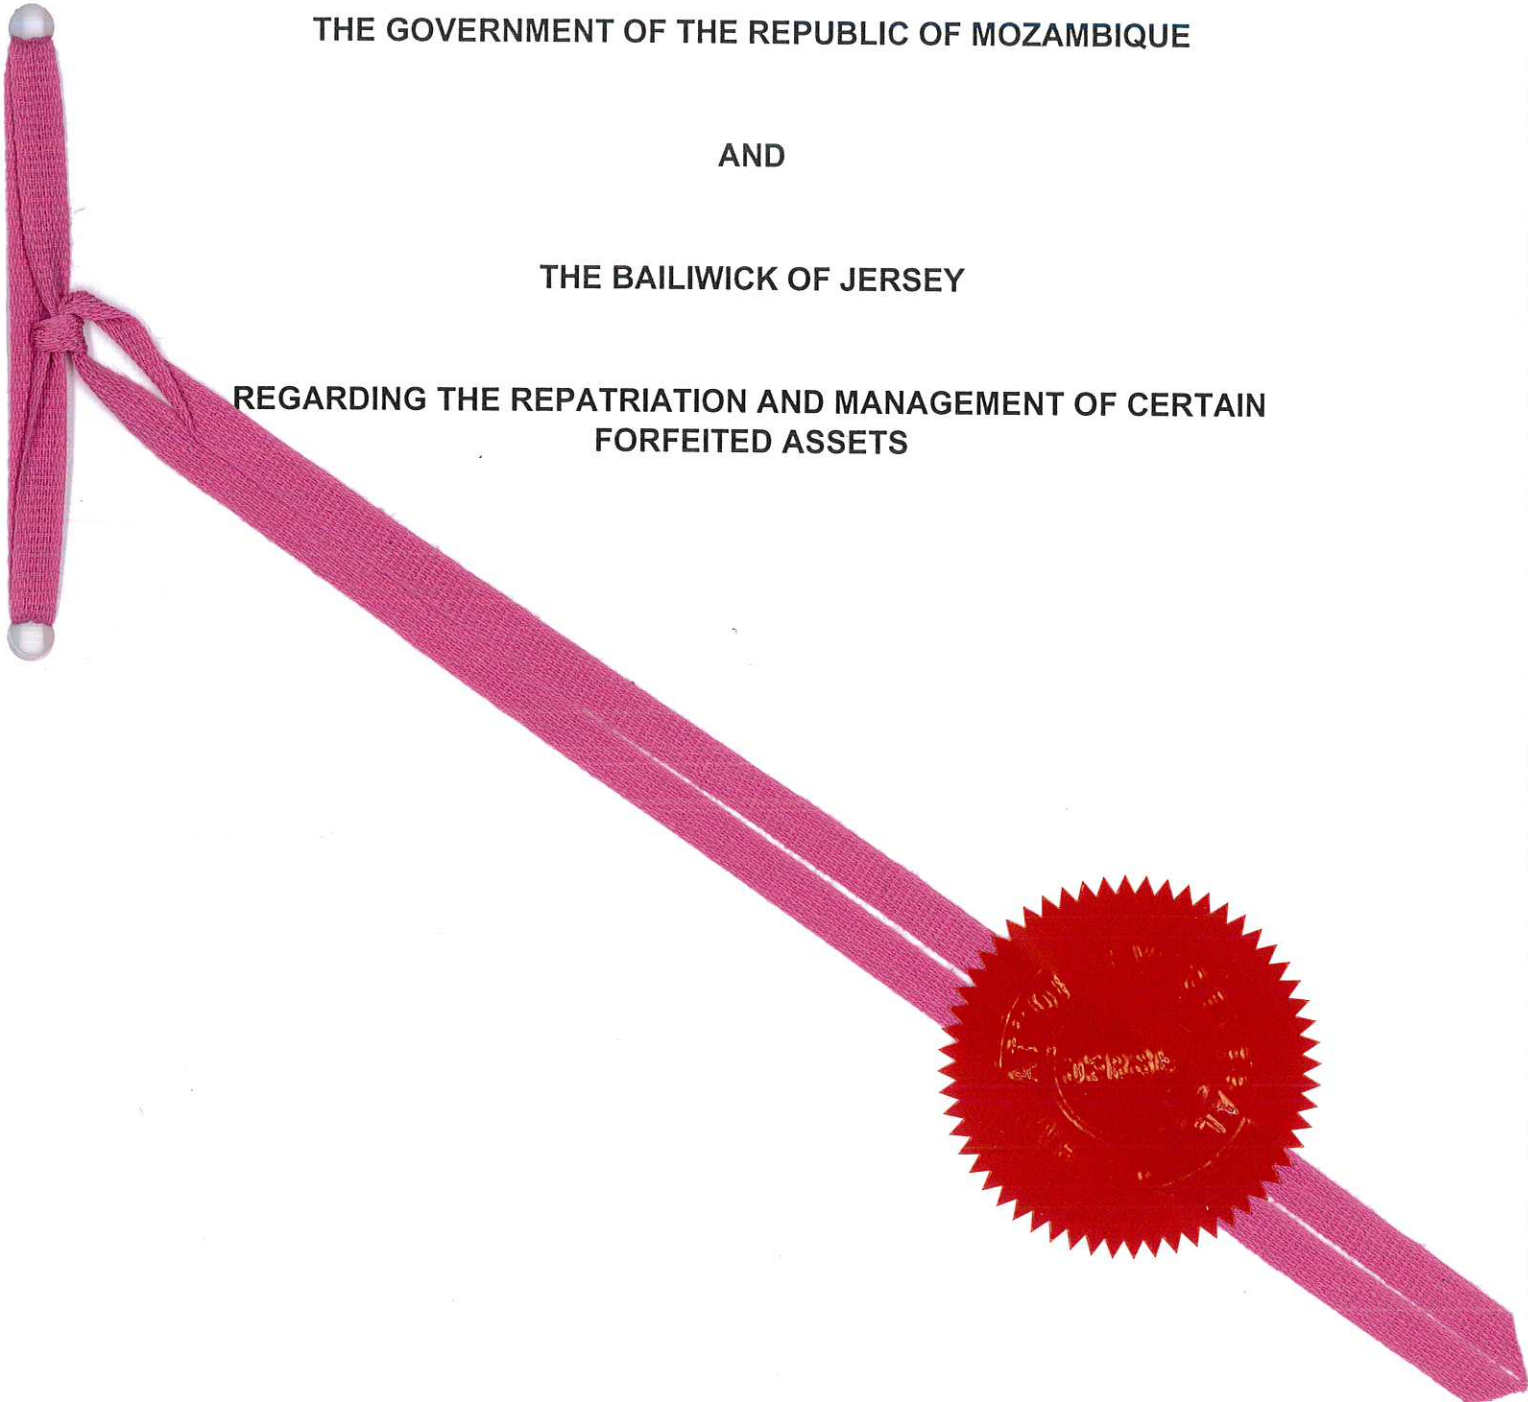 THE GOVERNMENT OF THE REPUBLIC OF MOZAMBIQUE
AND
THE BAILIWICK OF JERSEY
REGARDING THE REPATRIATION AND MANAGEMENT OF CERTAIN
FORFEITED ASSETS